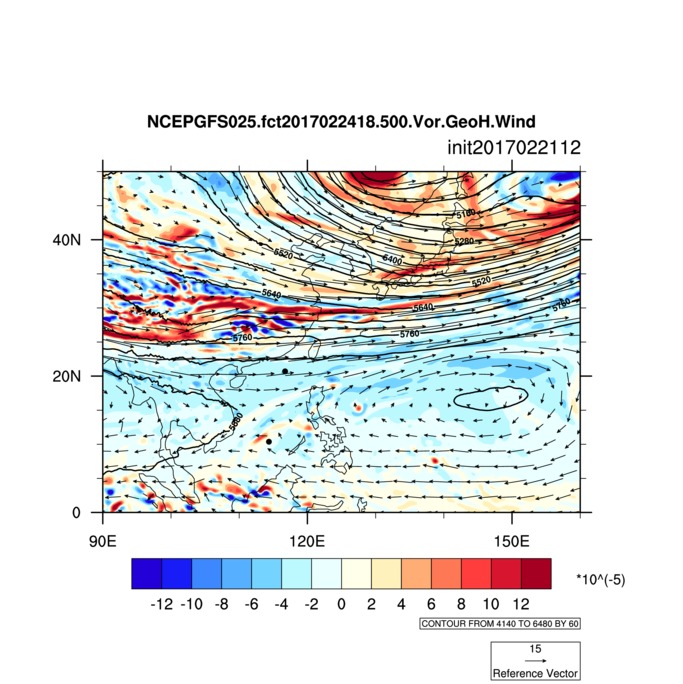 NCEPGFS025.fct2017022418.500.Vor.GeoH.Wind
init2017022112
5160
40N
5280
5520
5400
5520
5640
5640
5760
5760
5760
20N
0
90E 120E 150E
-12 -10 -8 -6 -4 -2 0 2 4 6 8 10 12
*10^(-5)
CONTOUR FROM 4140 TO 6480 BY 60
15
Reference Vector